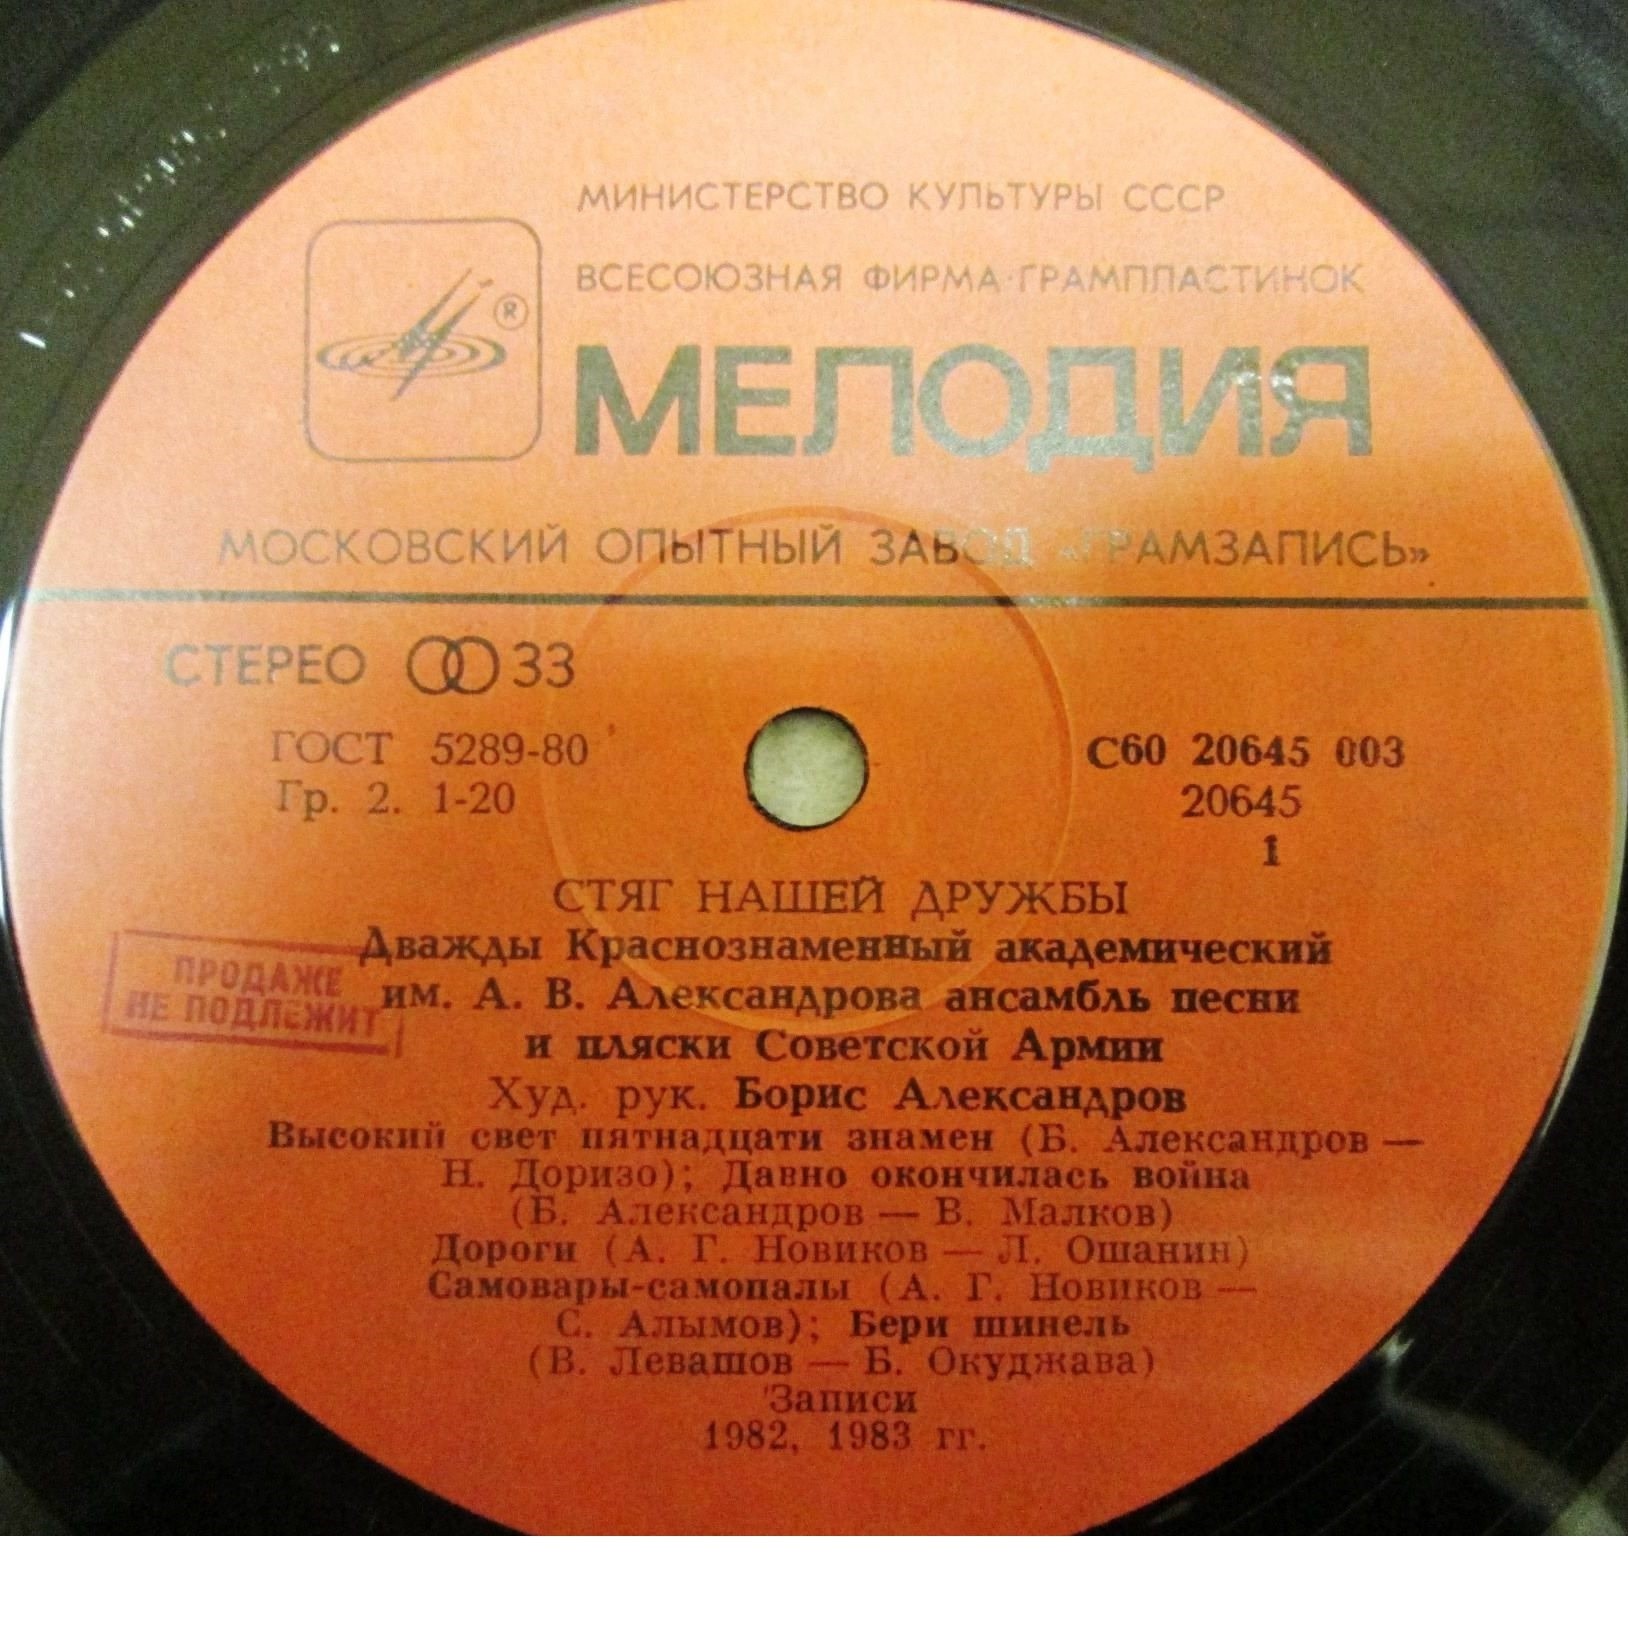 МИНИСТЕРСТВО КУЛЬТУРЫ СССР
ВСЕСОЮЗНАЯ ФИРМА ГРАМПЛАСТИНОК
®
МЕЛОДИЯ
МОСКОВСКИЙ ОПЫТНЫЙ ЗАВОД «ГРАМЗАПИСЬ»
СТЕРЕО 33
ГОСТ 5289-80
Гр. 2. 1-20
С60 20645 003
20645
1
СТЯГ НАШЕЙ ДРУЖБЫ
Дважды Краснознаменный академический
им. А. В. Александрова ансамбль песни
и пляски Советской Армии
ПРОДАЖЕ
НЕ ПОДЛЕЖИТ
Худ. рук. Борис Александров
Высокий свет пятнадцати знамен (Б. Александров —
Н. Доризо); Давно окончилась война
(Б. Александров — В. Малков)
Дороги (А. Г. Новиков — Л. Ошанин)
Самовары-самопалы (А. Г. Новиков —
С. Алымов); Бери шинель
(В. Левашов — Б. Окуджава)
Записи
1982, 1983 гг.